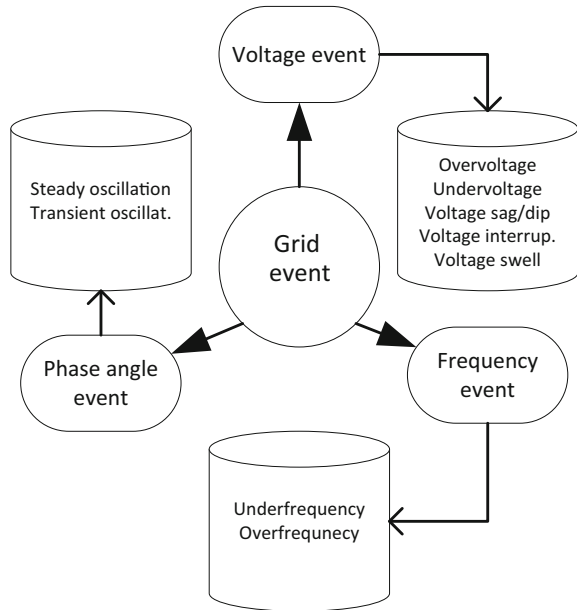 Voltage event
Steady oscillation
Transient oscillat.
Overvoltage
Undervoltage
Voltage sag/dip
Voltage interrup.
Voltage swell
Grid
event
Phase angle
event
Frequency
event
Underfrequency
Overfrequnecy